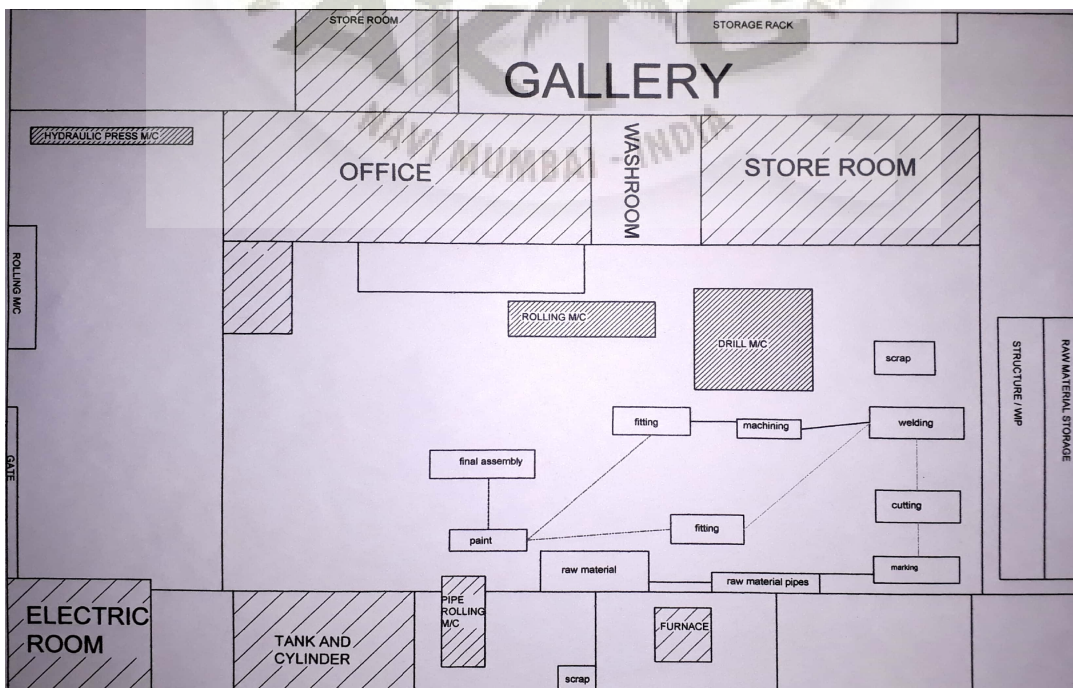 STORE ROOM
STORAGE RACK
AKTC
GALLERY
NAVI MUMBAI - INDIA
HYDRAULIC PRESS M/C
OFFICE
WASHROOM
STORE ROOM
ROLLING M/C
ROLLING M/C
DRILL M/C
scrap
STRUCTURE / WIP
RAW MATERIAL STORAGE
fitting
machining
welding
GATE
final assembly
cutting
paint
fitting
raw material
raw material pipes
marking
ELECTRIC
ROOM
TANK AND
CYLINDER
PIPE
ROLLING
M/C
FURNACE
scrap